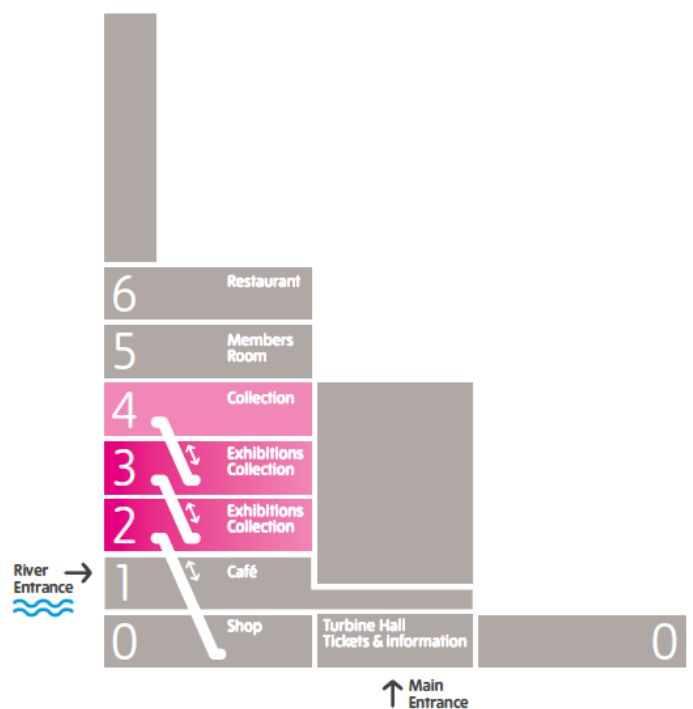 6
Restaurant
5
Members
Room
4
Collection
3
Exhibitions
Collection
2
Exhibitions
Collection
River
Entrance
1
Café
0
Shop
Turbine Hall
Tickets & information
0
Main
Entrance